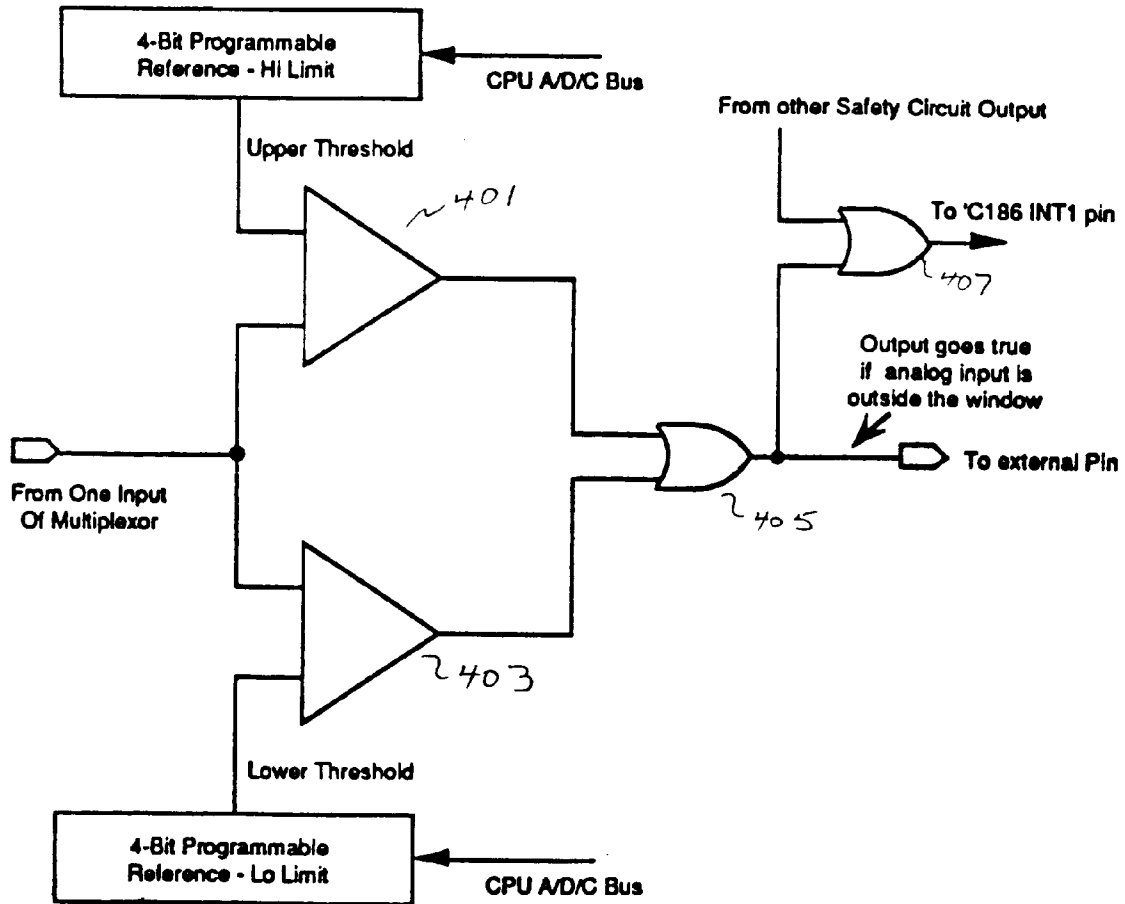 4-Bit Programmable
Reference - Hi Limit
CPU A/D/C Bus
From other Safety Circuit Output
Upper Threshold
401
To 'C186 INT1 pin
407
Output goes true
if analog input is
outside the window
From One Input
Of Multiplexor
To external Pin
405
403
Lower Threshold
4-Bit Programmable
Reference - Lo Limit
CPU A/D/C Bus